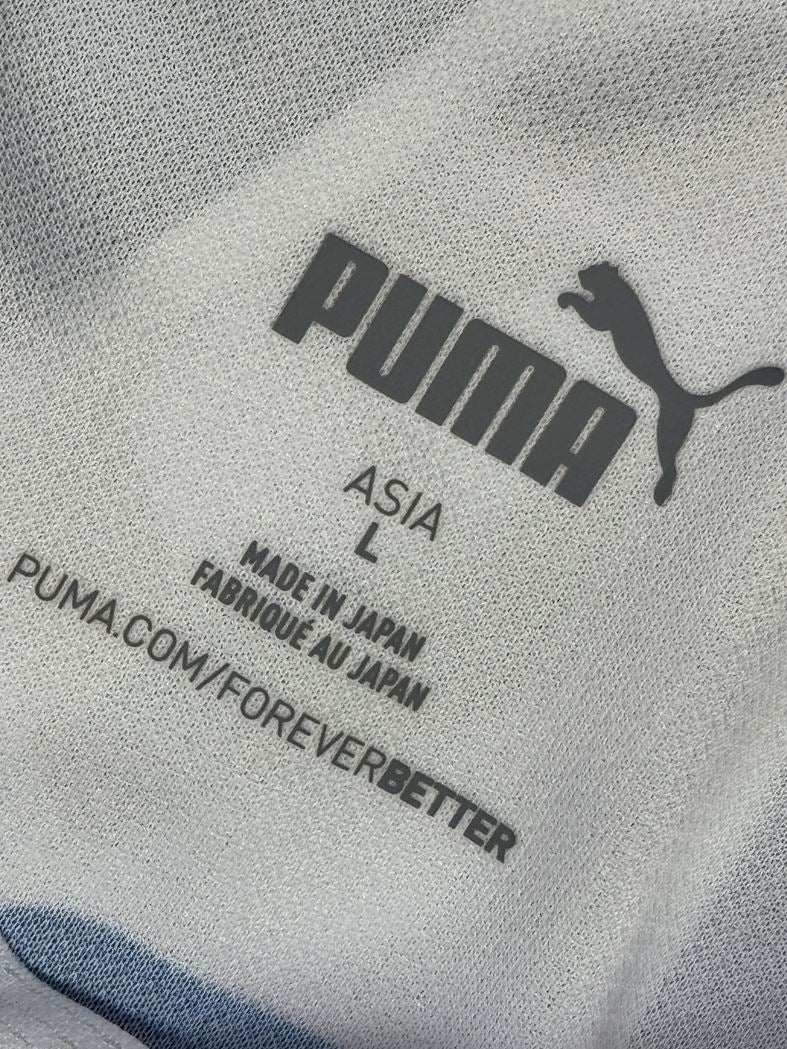 PUMA
ASIA
L
MADE IN JAPAN
FABRIQUÉ AU JAPAN
PUMA.COM/FOREVERBETTER